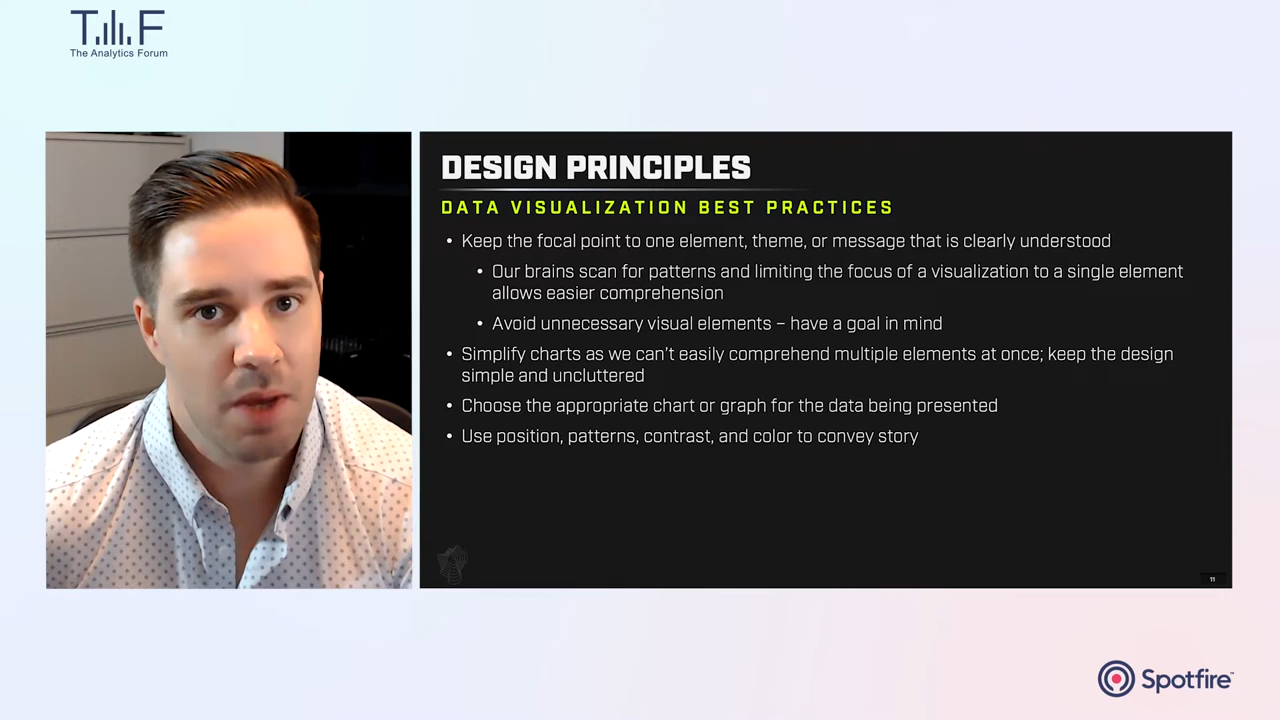 T F
The Analytics Forum
DESIGN PRINCIPLES
DATA VISUALIZATION BEST PRACTICES
• Keep the focal point to one element, theme, or message that is clearly understood
• Our brains scan for patterns and limiting the focus of a visualization to a single element
allows easier comprehension
• Avoid unnecessary visual elements – have a goal in mind
• Simplify charts as we can't easily comprehend multiple elements at once; keep the design
simple and uncluttered
• Choose the appropriate chart or graph for the data being presented
• Use position, patterns, contrast, and color to convey story
11
Spotfire™